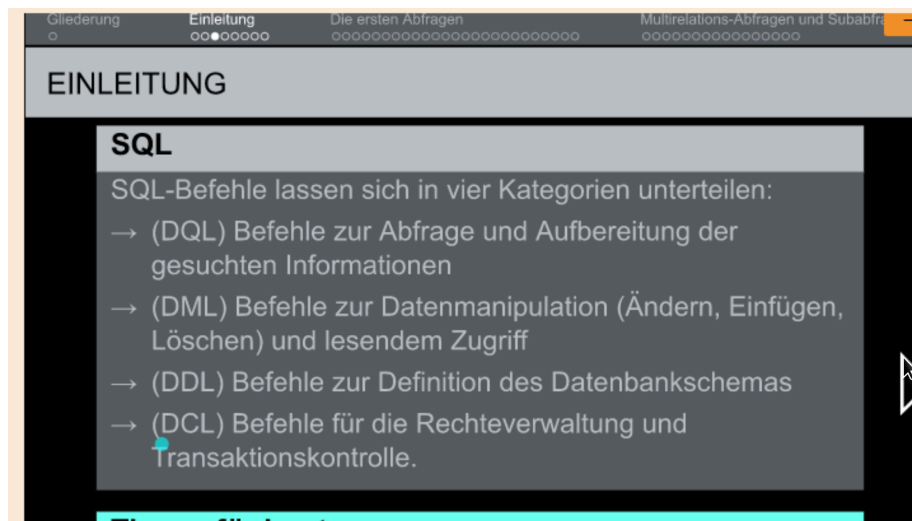 Gliederung Einleitung Die ersten Abfragen Multirelations-Abfragen und Subabfra
EINLEITUNG
SQL
SQL-Befehle lassen sich in vier Kategorien unterteilen:
→ (DQL) Befehle zur Abfrage und Aufbereitung der
gesuchten Informationen
→ (DML) Befehle zur Datenmanipulation (Ändern, Einfügen,
Löschen) und lesendem Zugriff
→ (DDL) Befehle zur Definition des Datenbankschemas
→ (DCL) Befehle für die Rechteverwaltung und
Transaktionskontrolle.